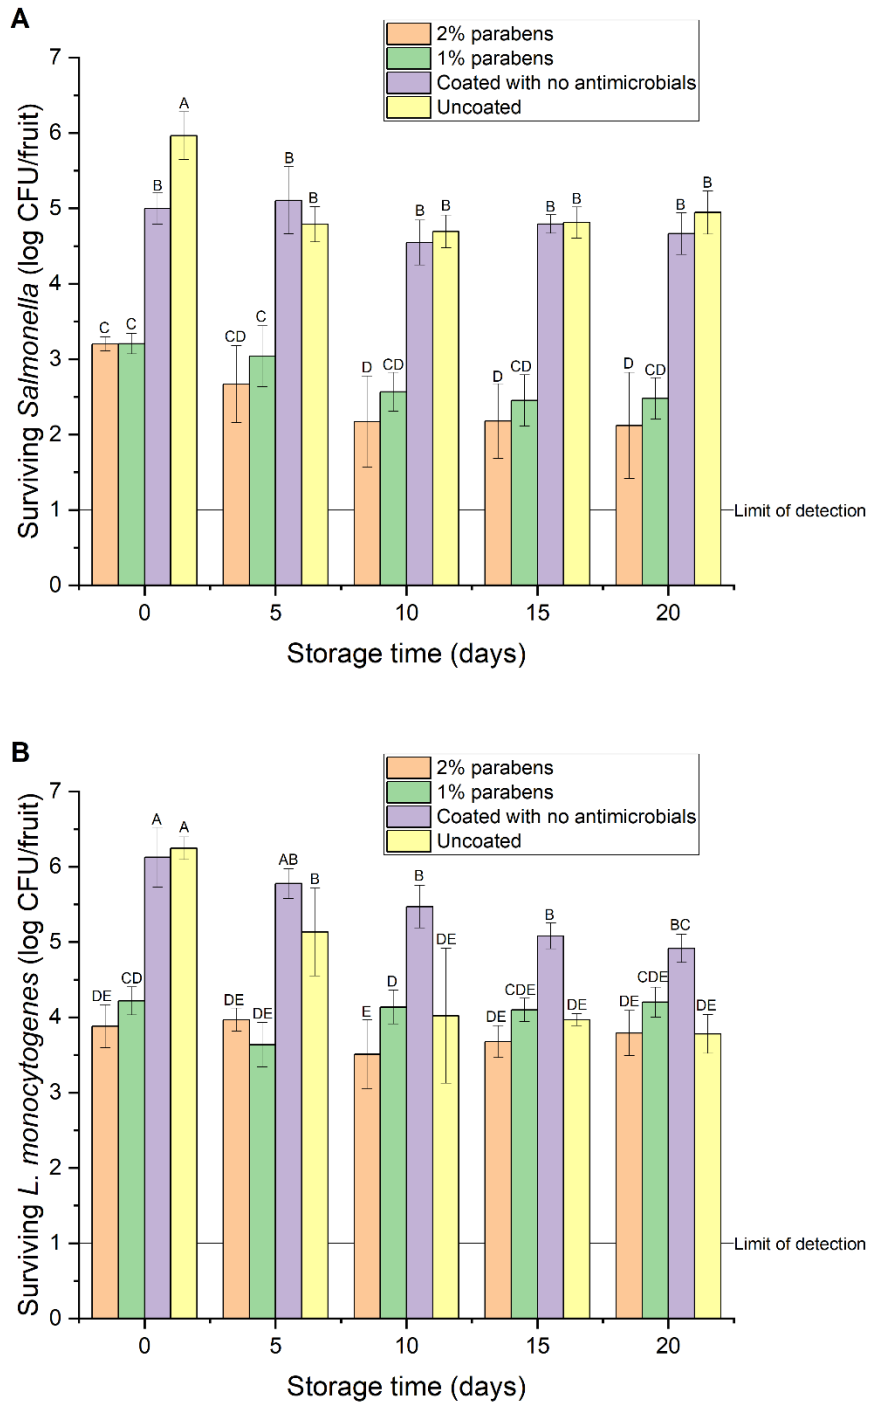 A
2% parabens
1% parabens
Coated with no antimicrobials
Uncoated
Surviving Salmonella (log CFU/fruit)
7
6
5
4
3
2
1
0
C C B A
CD C B B
D CD B B
D CD B B
D CD B B
Limit of detection
0 5 10 15 20
Storage time (days)
B
2% parabens
1% parabens
Coated with no antimicrobials
Uncoated
Surviving L. monocytogenes (log CFU/fruit)
7
6
5
4
3
2
1
0
DE CD A A
DE DE AB B
E D B DE
DE CDE B DE
DE CDE BC DE
Limit of detection
0 5 10 15 20
Storage time (days)